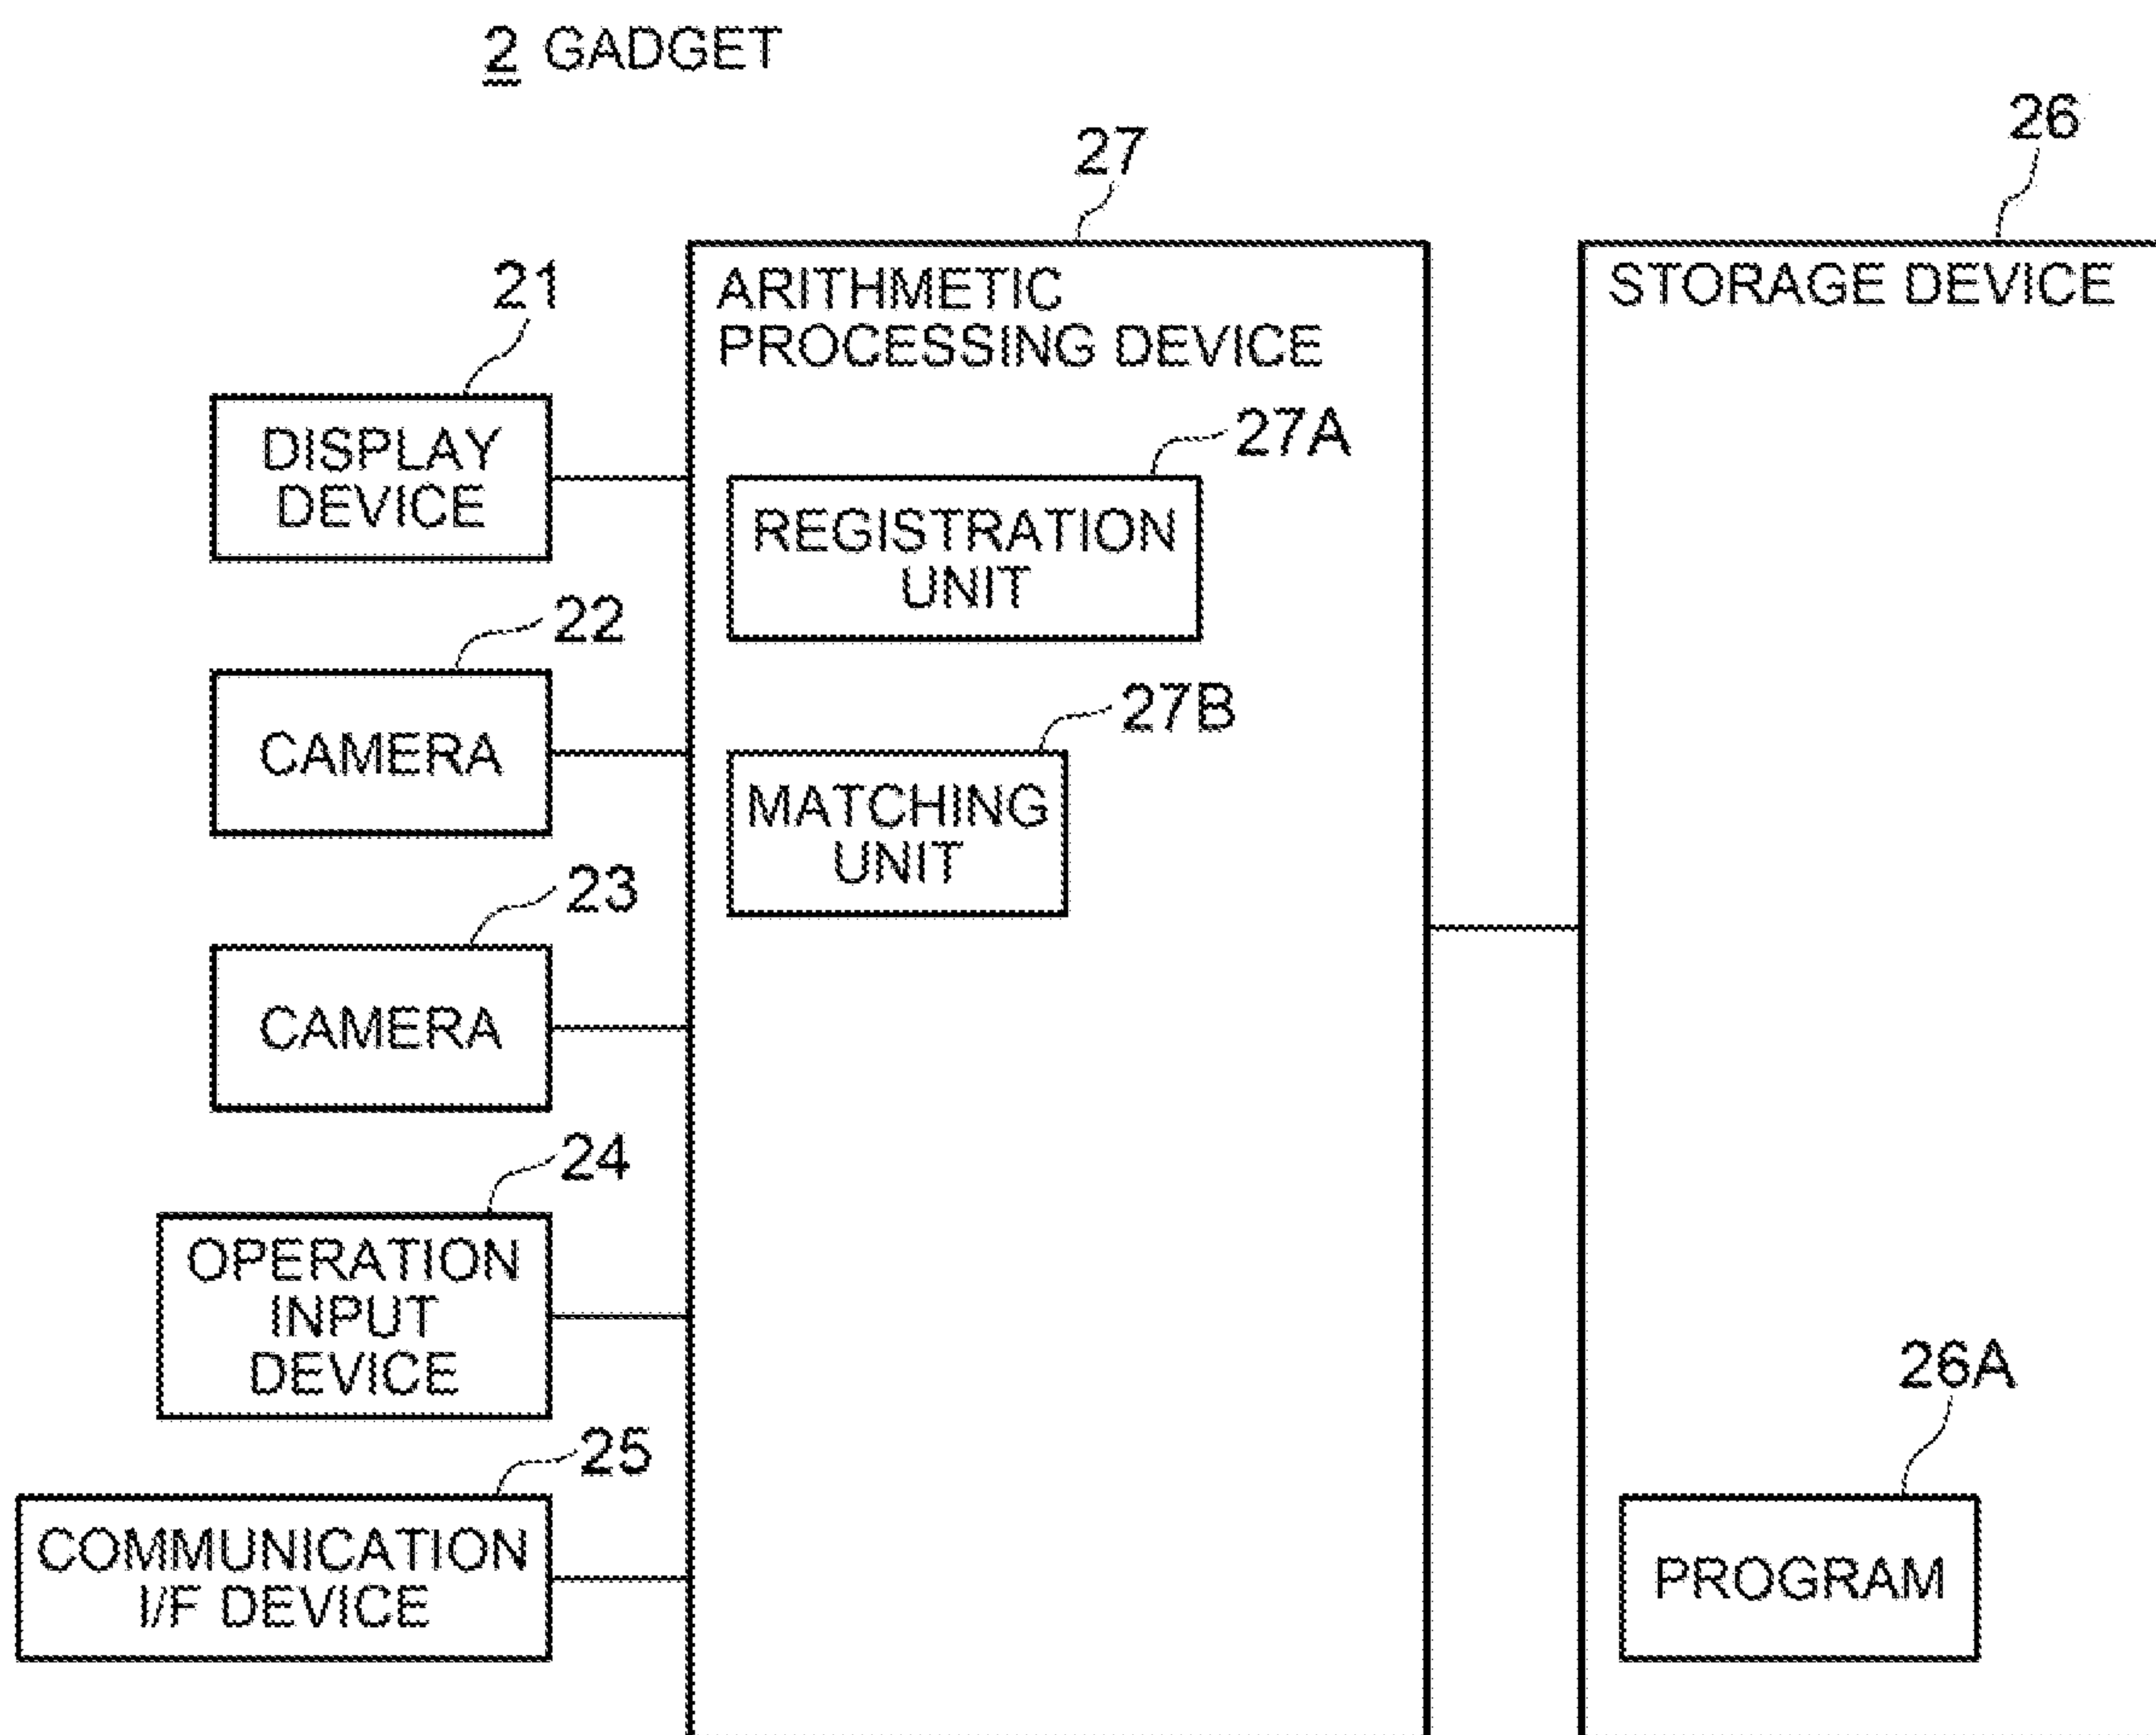 2 GADGET
26
27
ARITHMETIC
PROCESSING DEVICE
STORAGE DEVICE
21
DISPLAY
DEVICE
27A
REGISTRATION
UNIT
22
CAMERA
27B
MATCHING
UNIT
23
CAMERA
24
OPERATION
INPUT
DEVICE
26A
PROGRAM
25
COMMUNICATION
I/F DEVICE